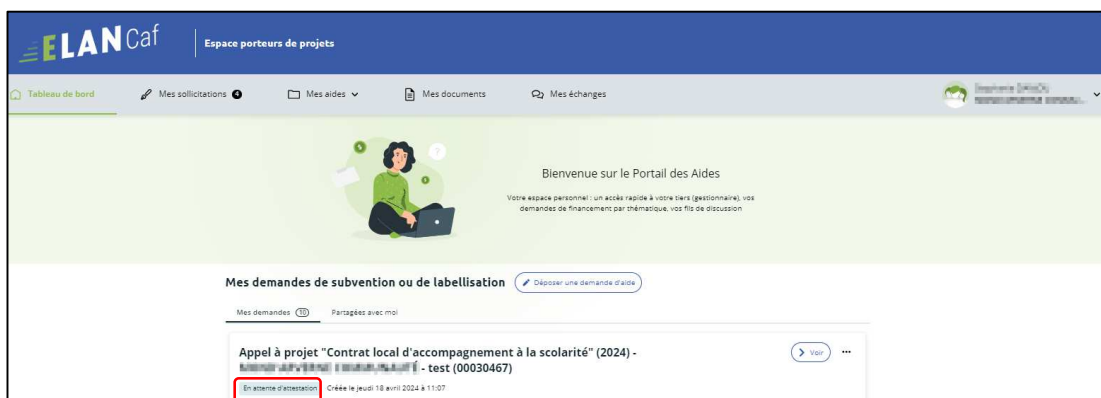 ELAN Caf
Espace porteurs de projets
Tableau de bord
Mes sollicitations 4
Mes aides
Mes documents
Mes échanges
Bienvenue sur le Portail des Aides
Votre espace personnel : un accès rapide à votre tiers (gestionnaire), vos
demandes de financement par thématique, vos fils de discussion
Mes demandes de subvention ou de labellisation
Déposer une demande d'aide
Mes demandes 10
Partagées avec moi
Appel à projet "Contrat local d'accompagnement à la scolarité" (2024) -
- test (00030467)
Voir
En attente d'attestation
Créée le jeudi 18 avril 2024 à 11:07